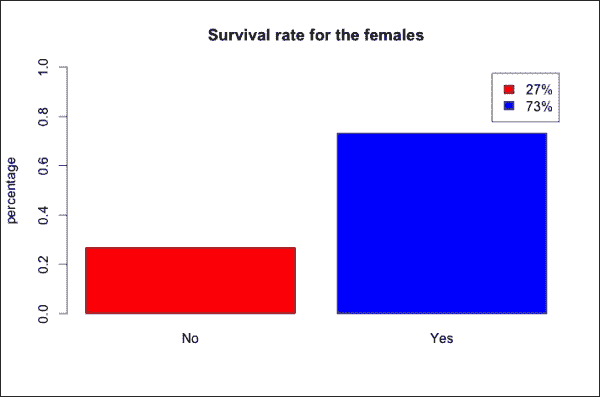 Survival rate for the females
27%
73%
percentage
1.0
0.8
0.6
0.4
0.2
0.0
No Yes